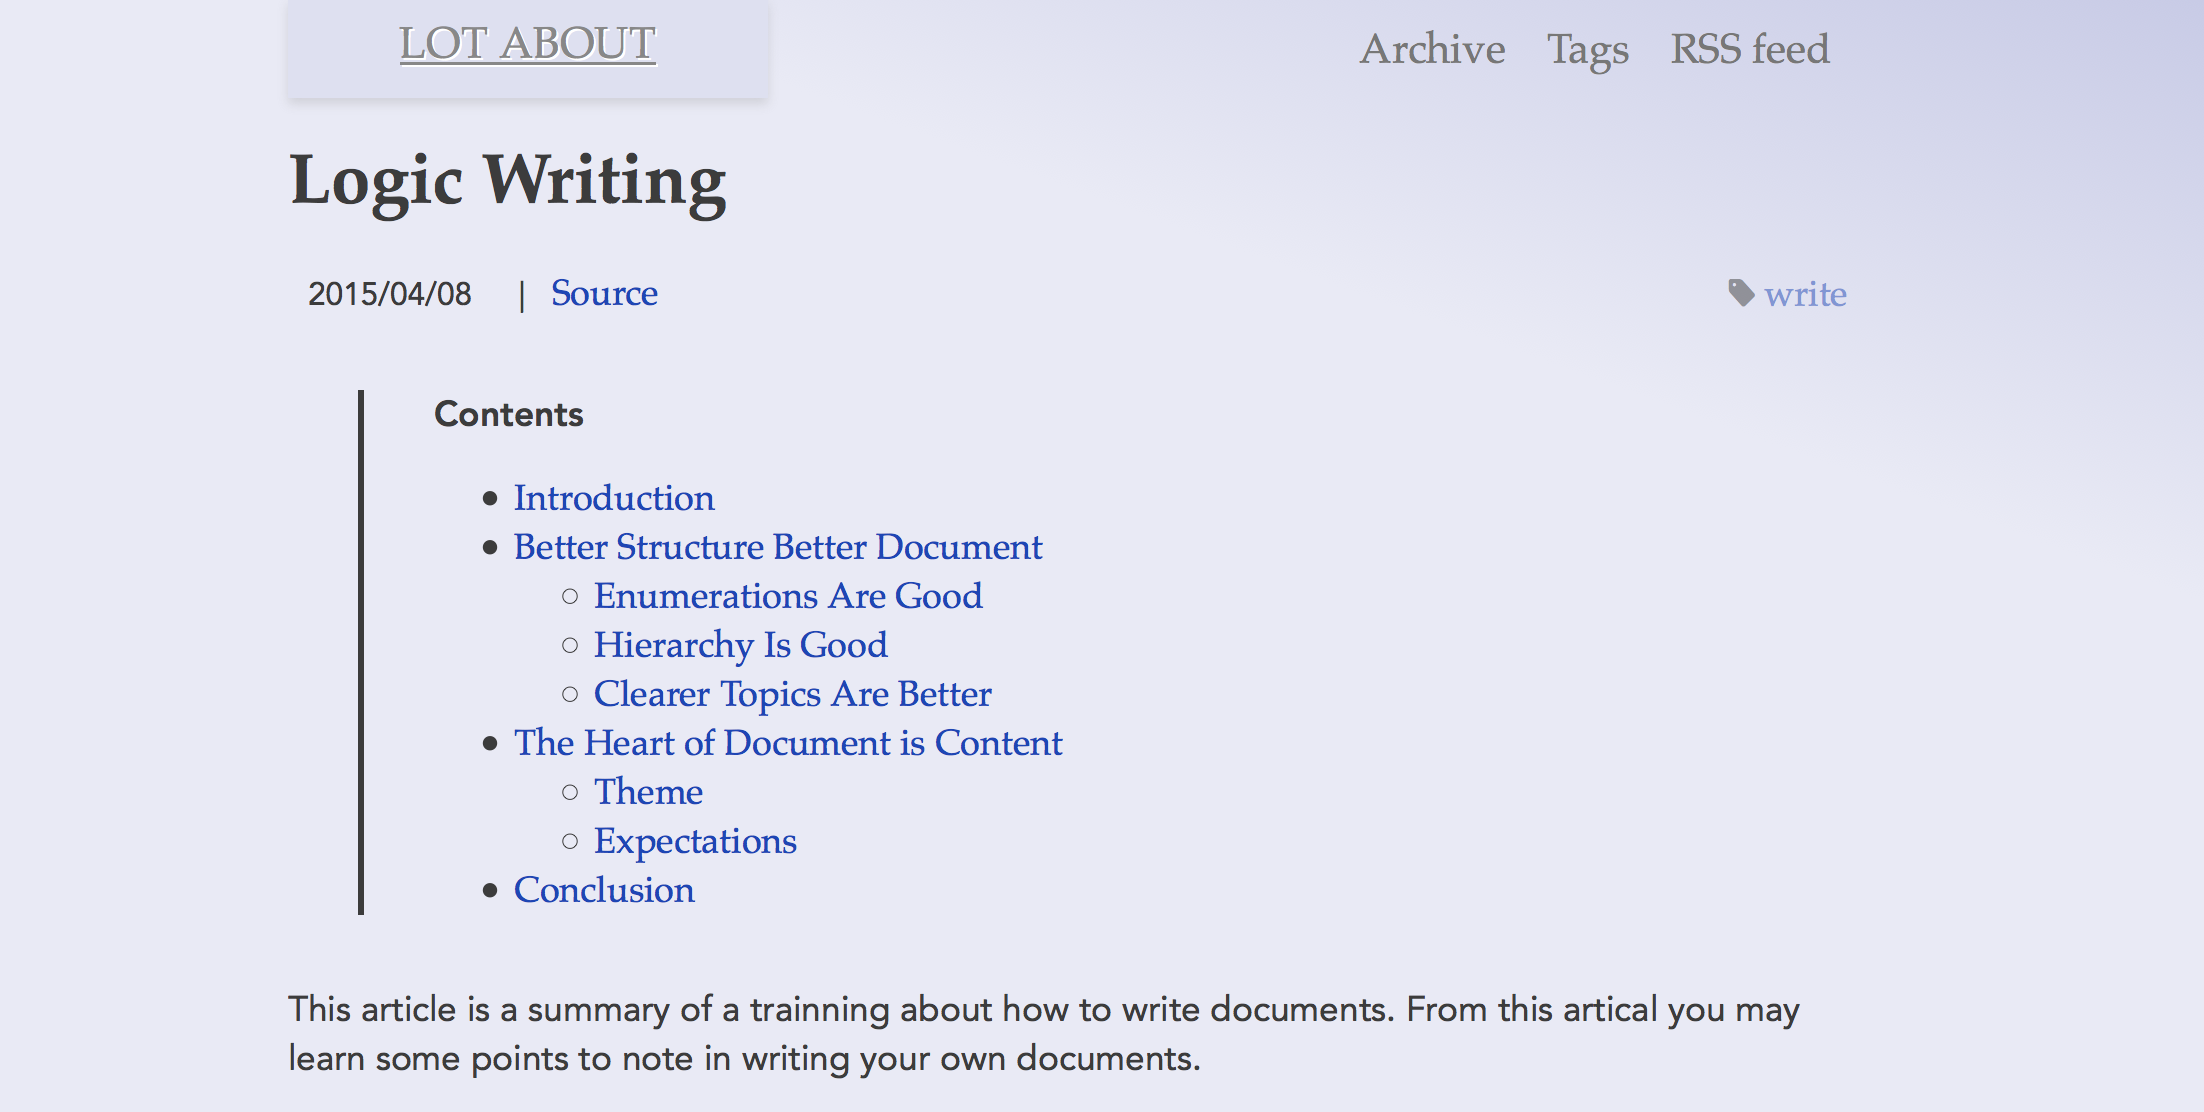 LOT ABOUT
Archive Tags RSS feed
Logic Writing
2015/04/08 | Source
write
Contents
Introduction
Better Structure Better Document
Enumerations Are Good
Hierarchy Is Good
Clearer Topics Are Better
The Heart of Document is Content
Theme
Expectations
Conclusion
This article is a summary of a trainning about how to write documents. From this artical you may
learn some points to note in writing your own documents.